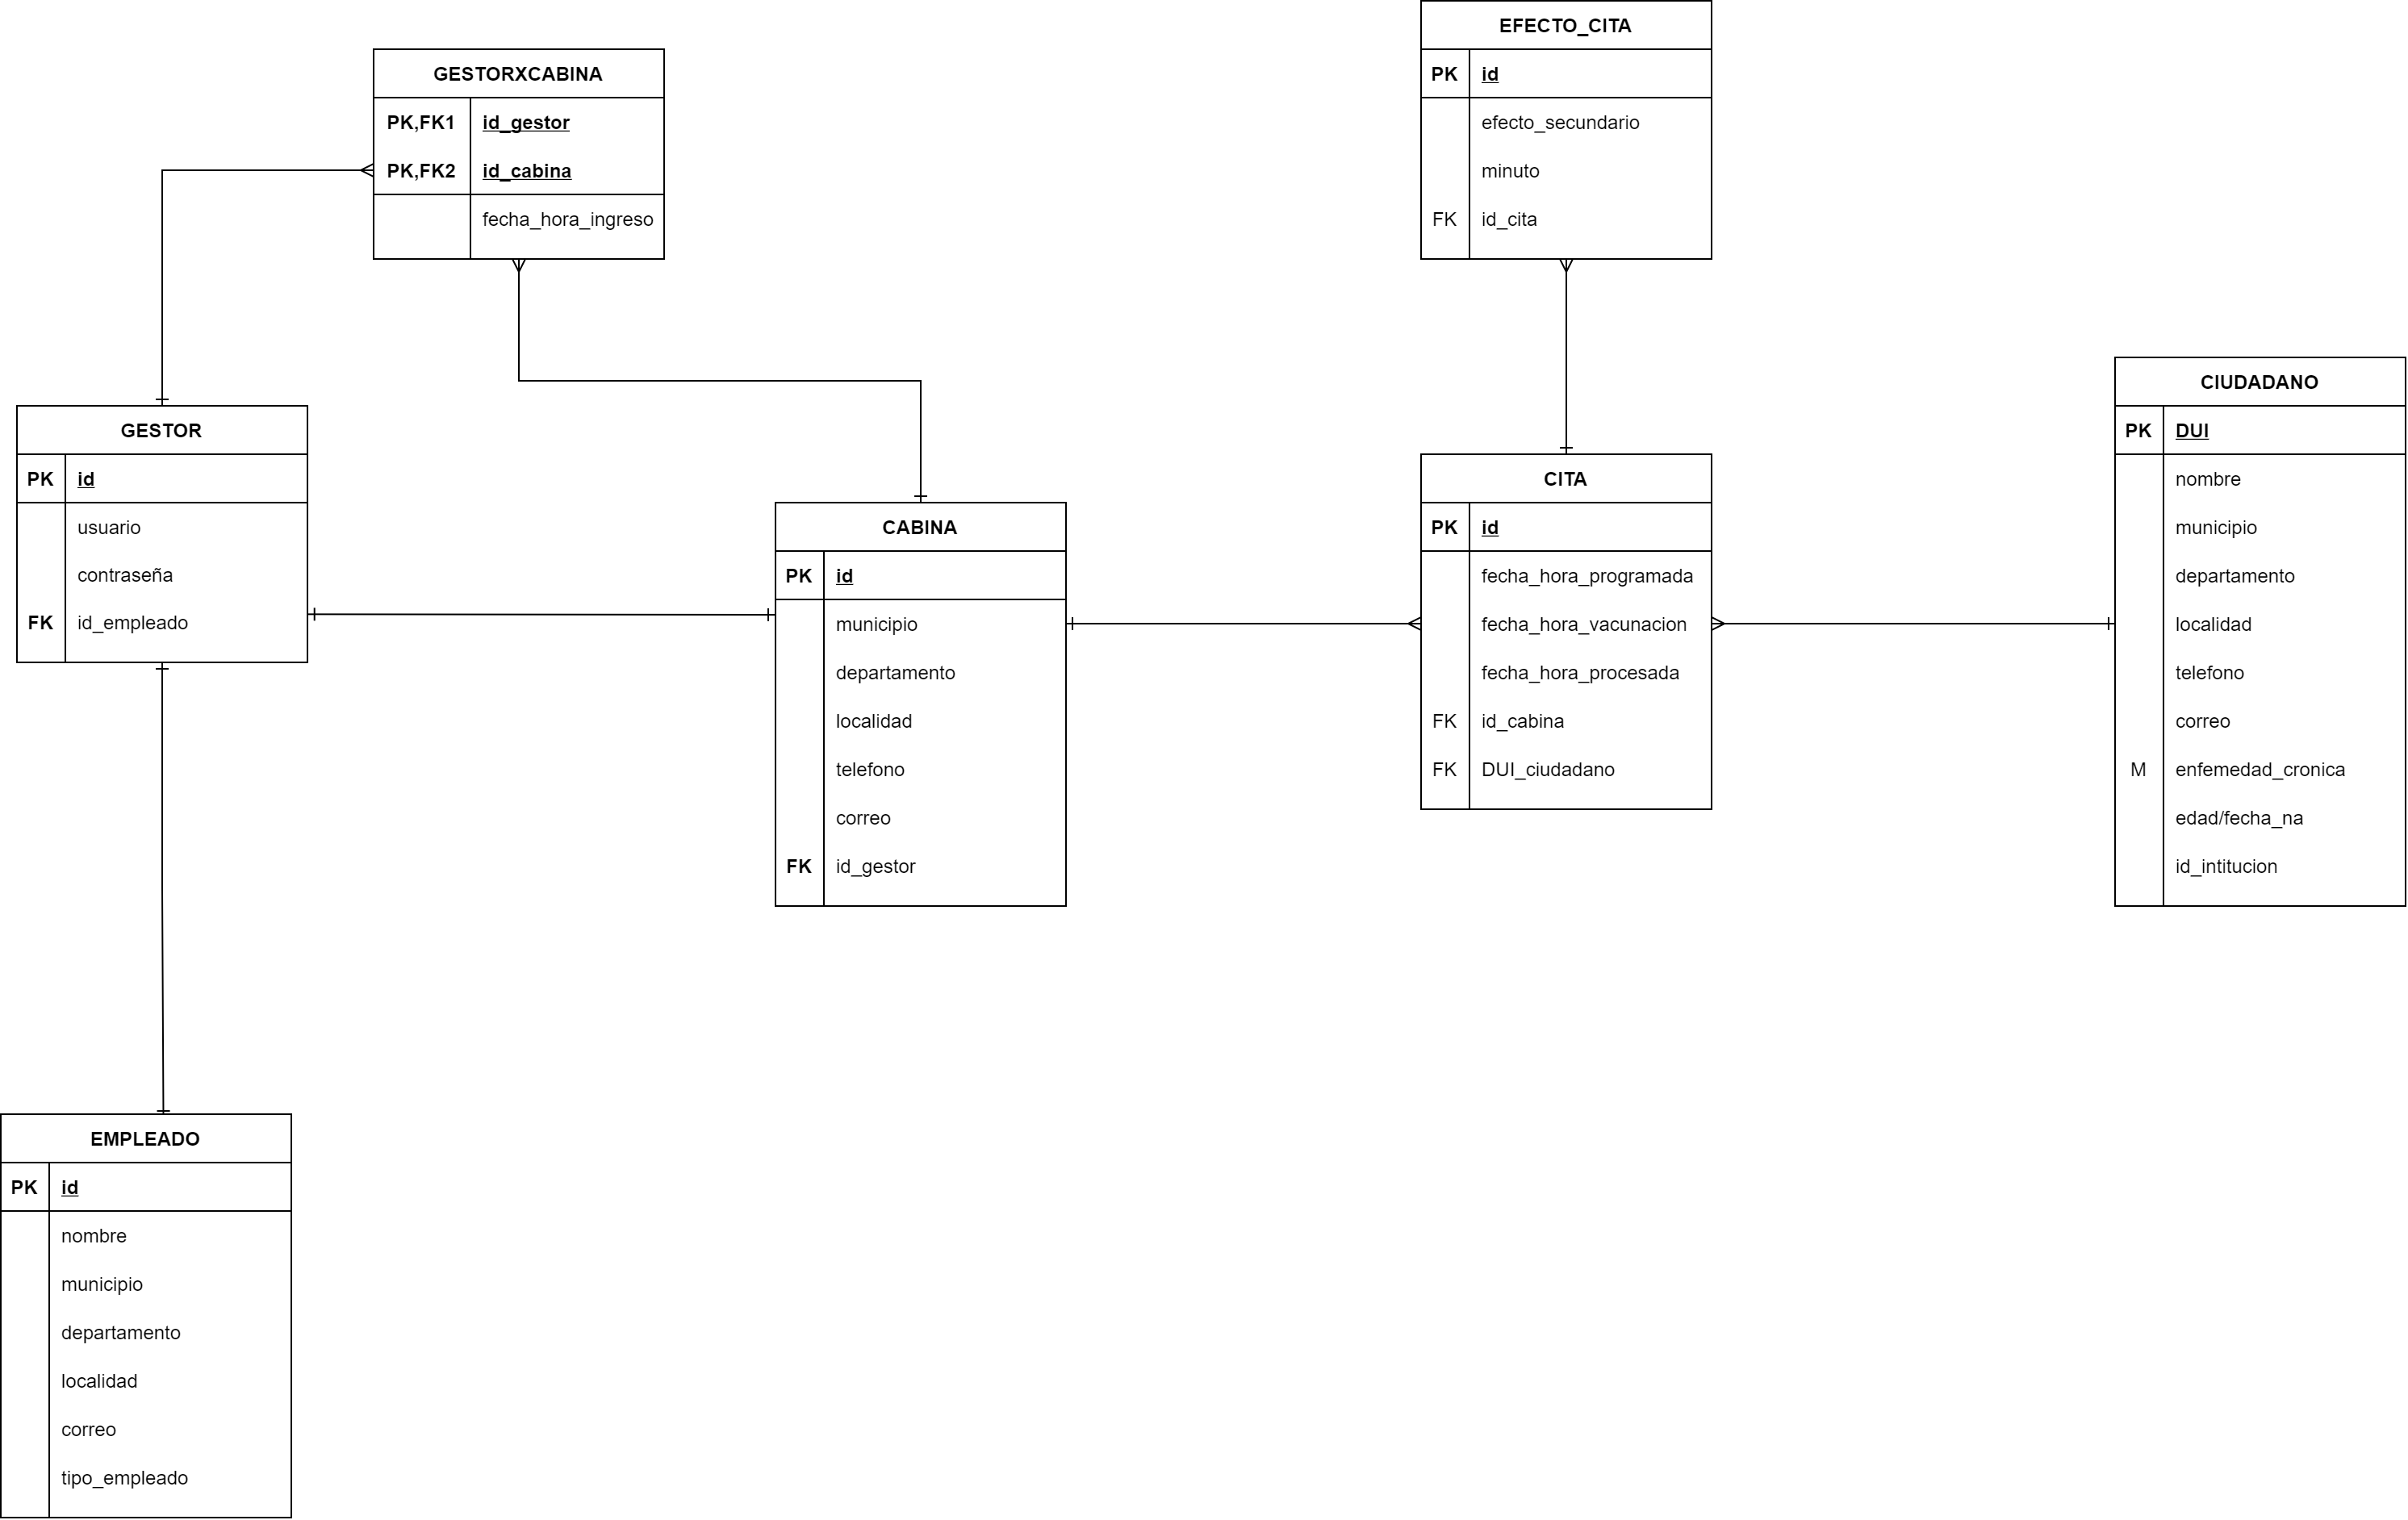 GESTORXCABINA
PK,FK1 id_gestor
PK,FK2 id_cabina
fecha_hora_ingreso
EFECTO_CITA
PK id
efecto_secundario
minuto
FK id_cita
GESTOR
PK id
usuario
contraseña
FK id_empleado
CABINA
PK id
municipio
departamento
localidad
telefono
correo
FK id_gestor
CITA
PK id
fecha_hora_programada
fecha_hora_vacunacion
fecha_hora_procesada
FK id_cabina
FK DUI_ciudadano
CIUDADANO
PK DUI
nombre
municipio
departamento
localidad
telefono
correo
M enfemedad_cronica
edad/fecha_na
id_intitucion
EMPLEADO
PK id
nombre
municipio
departamento
localidad
correo
tipo_empleado